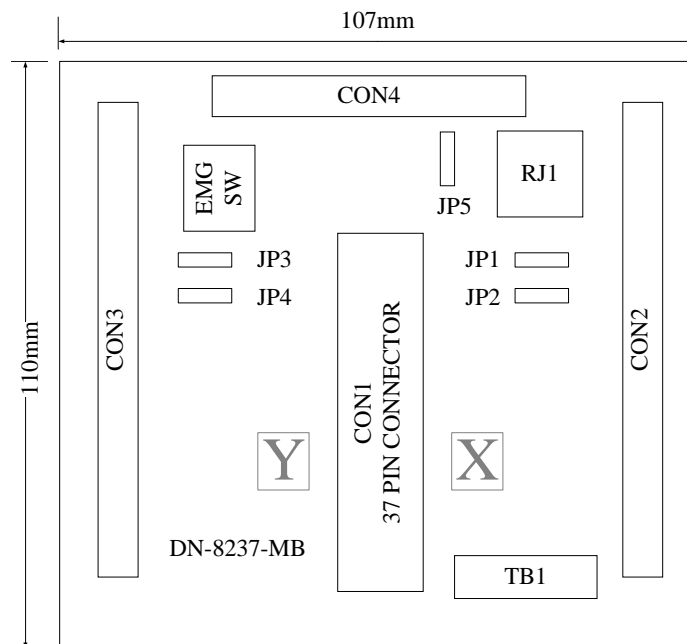 107mm
CON4
EMG
SW
RJ1
JP5
JP3
JP1
JP4
JP2
110mm
CON3
CON1
37 PIN CONNECTOR
CON2
Y
X
DN-8237-MB
TB1